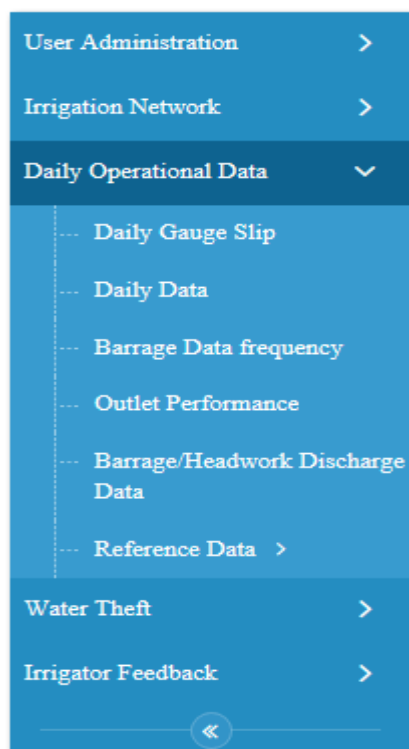 User Administration
Irrigation Network
Daily Operational Data
Daily Gauge Slip
Daily Data
Barrage Data frequency
Outlet Performance
Barrage/Headwork Discharge
Data
Reference Data
Water Theft
Irrigator Feedback